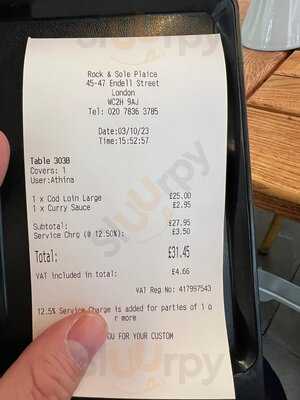 Rock & Sole Plaice
45-47 Endell Street
London
WC2H 9AJ
Tel: 020 7836 3785
Date:03/10/23
Time:15:52:57
Table 303B
Covers: 1
User:Athina
1 x Cod Loin Large £25.00
1 x Curry Sauce £2.95
Subtotal: £27.95
Service Chrg (@ 12.50%): £3.50
Total: £31.45
VAT included in total: £4.66
VAT Reg No: 417997543
12.5% Service Charge is added for parties of 1 o
r more
YOU FOR YOUR CUSTOM
sluurpy